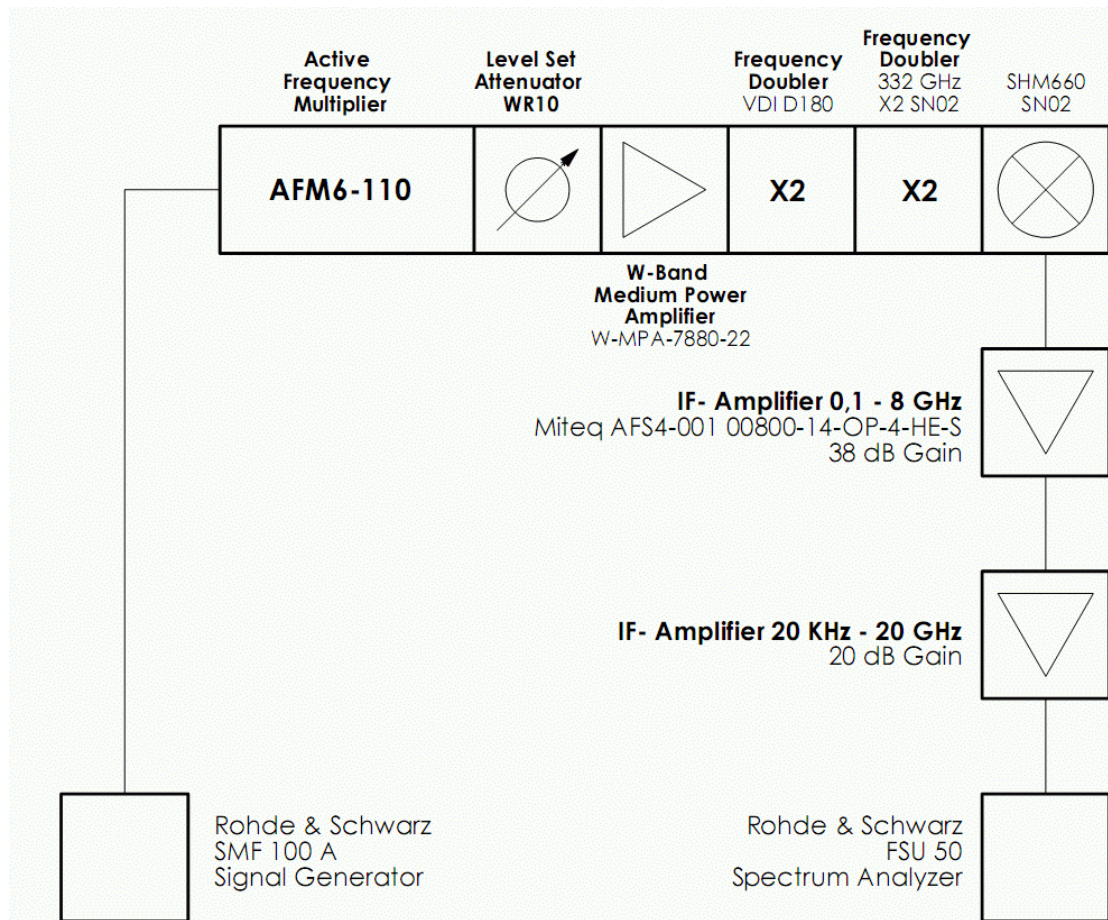 Active
Frequency
Multiplier
Level Set
Attenuator
WR10
Frequency
Doubler
VDI D180
Frequency
Doubler
332 GHz
X2 SN02
SHM660
SN02
AFM6-110
X2
X2
W-Band
Medium Power
Amplifier
W-MPA-7880-22
IF- Amplifier 0,1 - 8 GHz
Miteq AFS4-001 00800-14-OP-4-HE-S
38 dB Gain
IF- Amplifier 20 KHz - 20 GHz
20 dB Gain
Rohde & Schwarz
SMF 100 A
Signal Generator
Rohde & Schwarz
FSU 50
Spectrum Analyzer